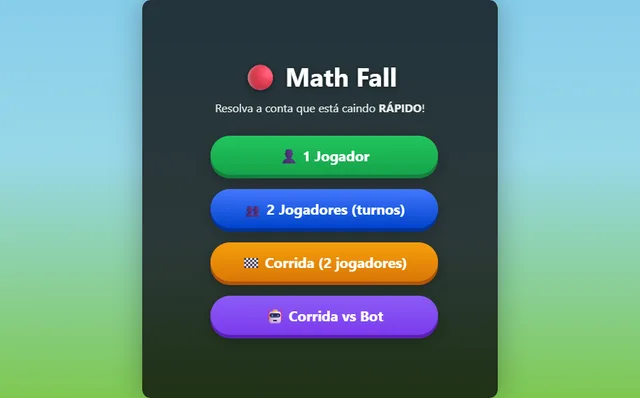 Math Fall
Resolva a conta que está caindo RÁPIDO!
1 Jogador
2 Jogadores (turnos)
Corrida (2 jogadores)
Corrida vs Bot